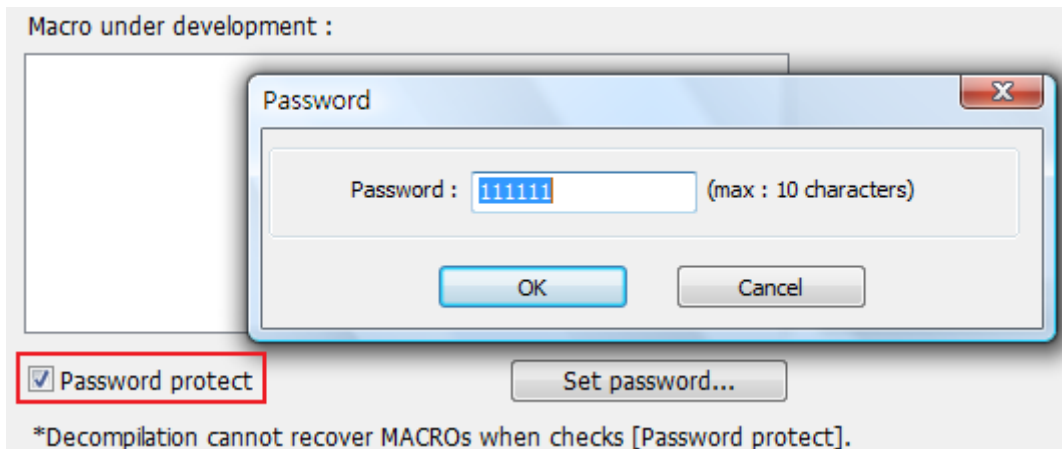 Macro under development :
Password
Password : 111111 (max : 10 characters)
OK Cancel
Password protect Set password...
*Decompilation cannot recover MACROs when checks [Password protect].